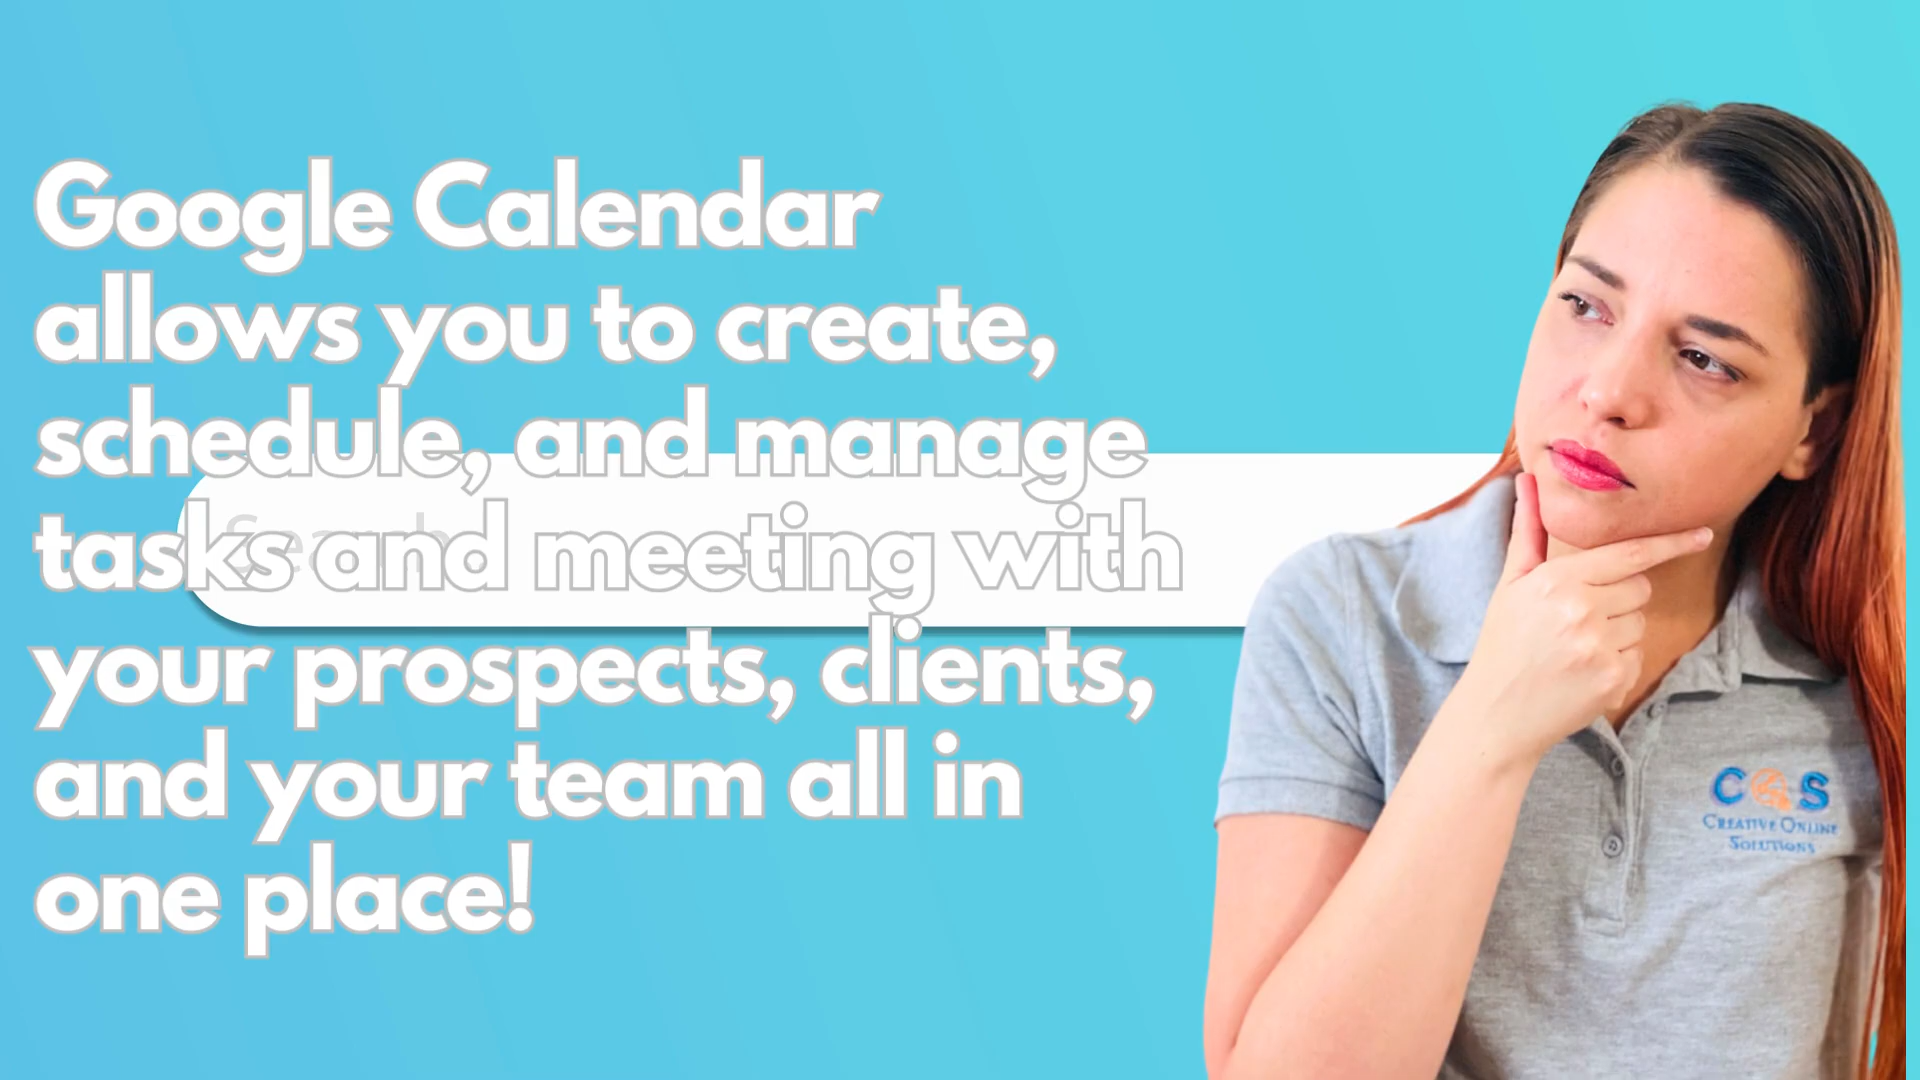 Google Calendar
allows you to create,
schedule, and manage
tasks and meeting with
your prospects, clients,
and your team all in
one place!
Search
COS
Creative Online
Solutions